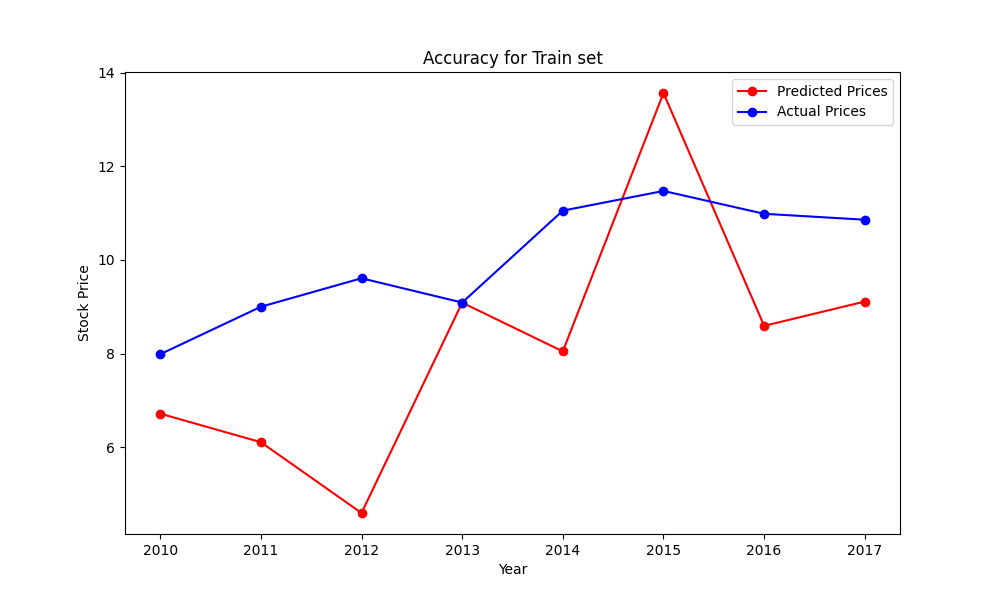 Accuracy for Train set
Predicted Prices
Actual Prices
Stock Price
14
12
10
8
6
2010 2011 2012 2013 2014 2015 2016 2017
Year